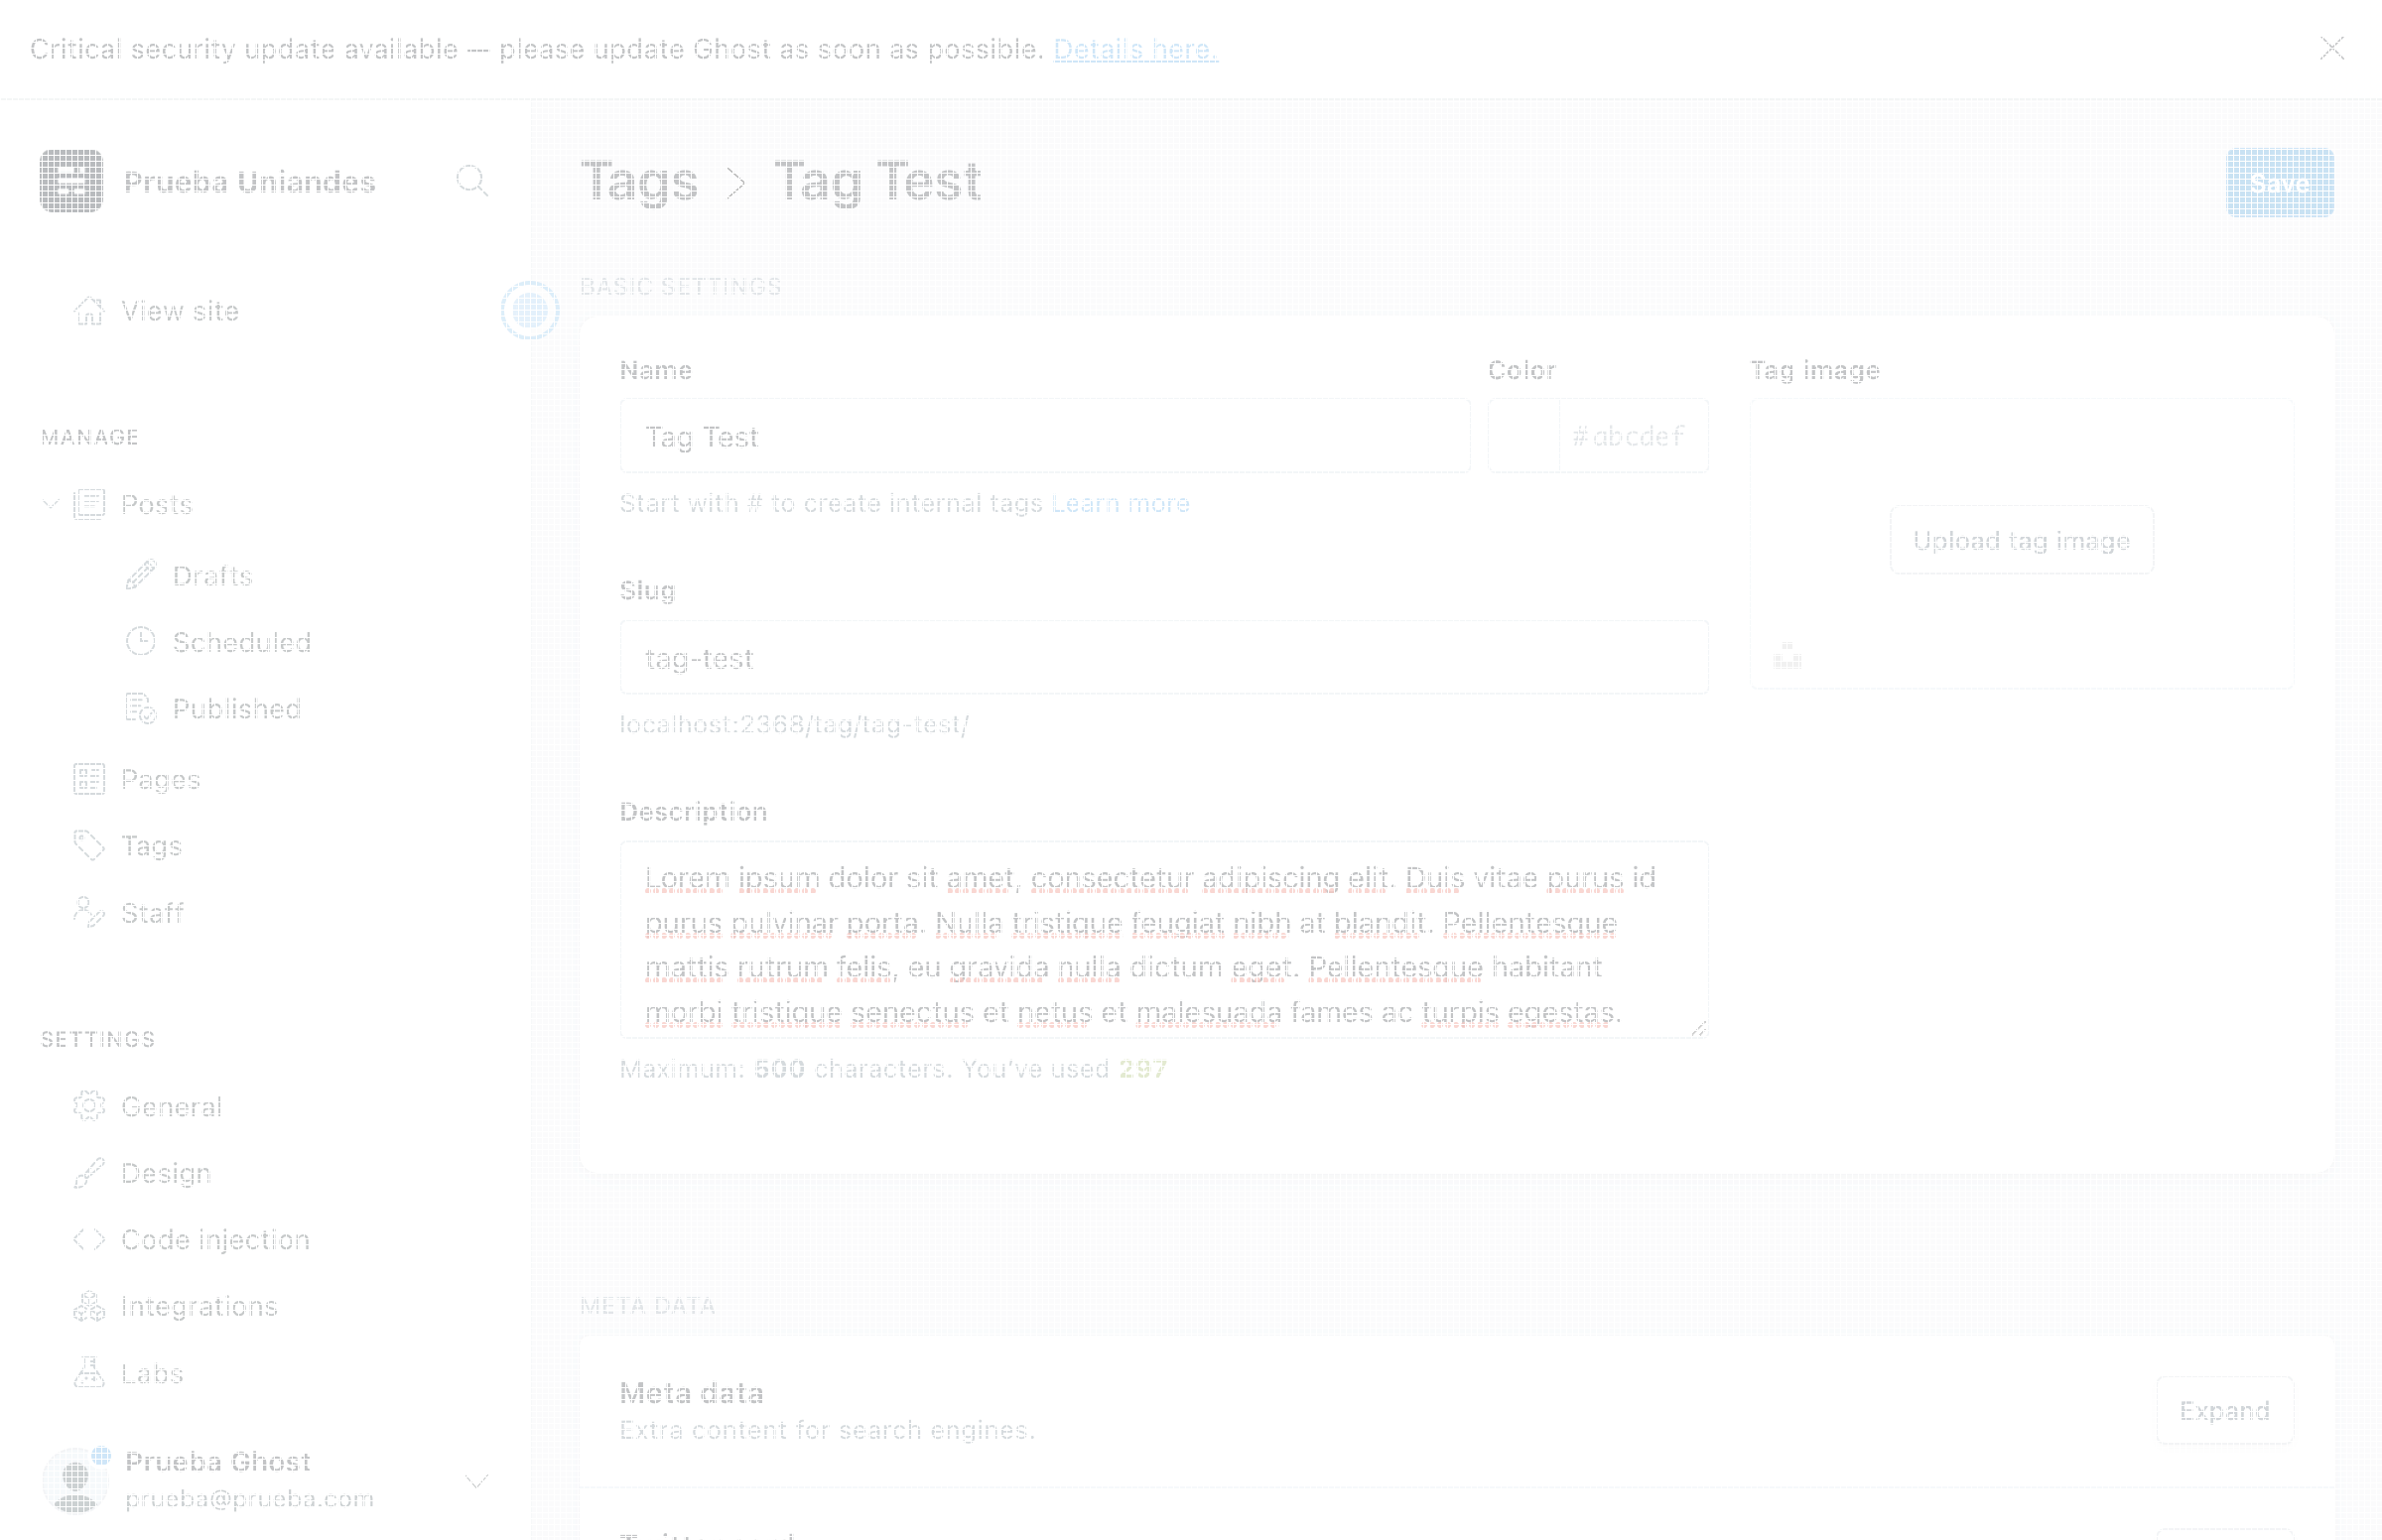 Critical security update available — please update Ghost as soon as possible. Details here.
Prueba Uniandes
View site
MANAGE
Posts
Drafts
Scheduled
Published
Pages
Tags
Staff
SETTINGS
General
Design
Code injection
Integrations
Labs
Prueba Ghost
prueba@prueba.com
Tags > Tag Test
Save
BASIC SETTINGS
Name
Tag Test
Start with # to create internal tags Learn more
Color
#abcdef
Tag image
Upload tag image
Slug
tag-test
localhost:2368/tag/tag-test/
Description
Lorem ipsum dolor sit amet, consectetur adipiscing elit. Duis vitae purus id
purus pulvinar porta. Nulla tristique feugiat nibh at blandit. Pellentesque
mattis rutrum felis, eu gravida nulla dictum eget. Pellentesque habitant
morbi tristique senectus et netus et malesuada fames ac turpis egestas.
Maximum: 500 characters. You've used 297
META DATA
Meta data
Extra content for search engines.
Expand